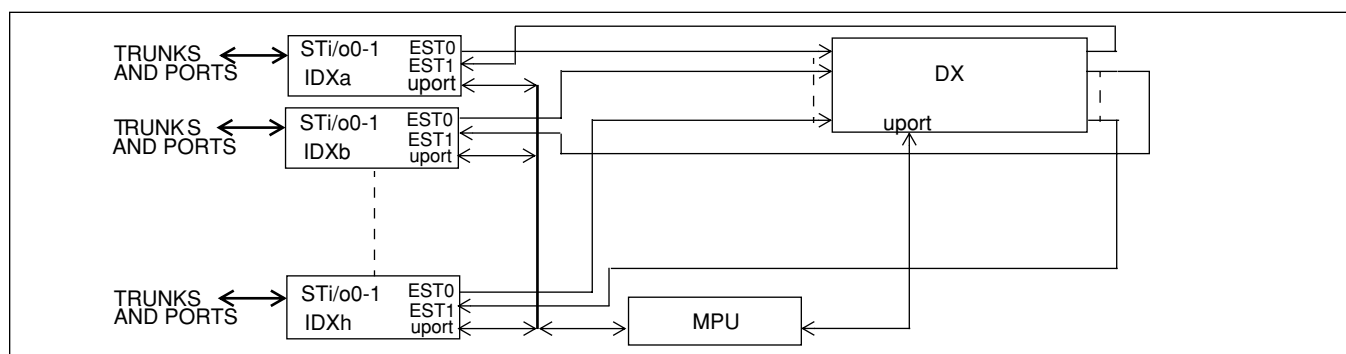 TRUNKS
AND PORTS
STi/o0-1
IDXa
EST0
EST1
uport
DX
uport
TRUNKS
AND PORTS
STi/o0-1
IDXb
EST0
EST1
uport
TRUNKS
AND PORTS
STi/o0-1
IDXh
EST0
EST1
uport
MPU